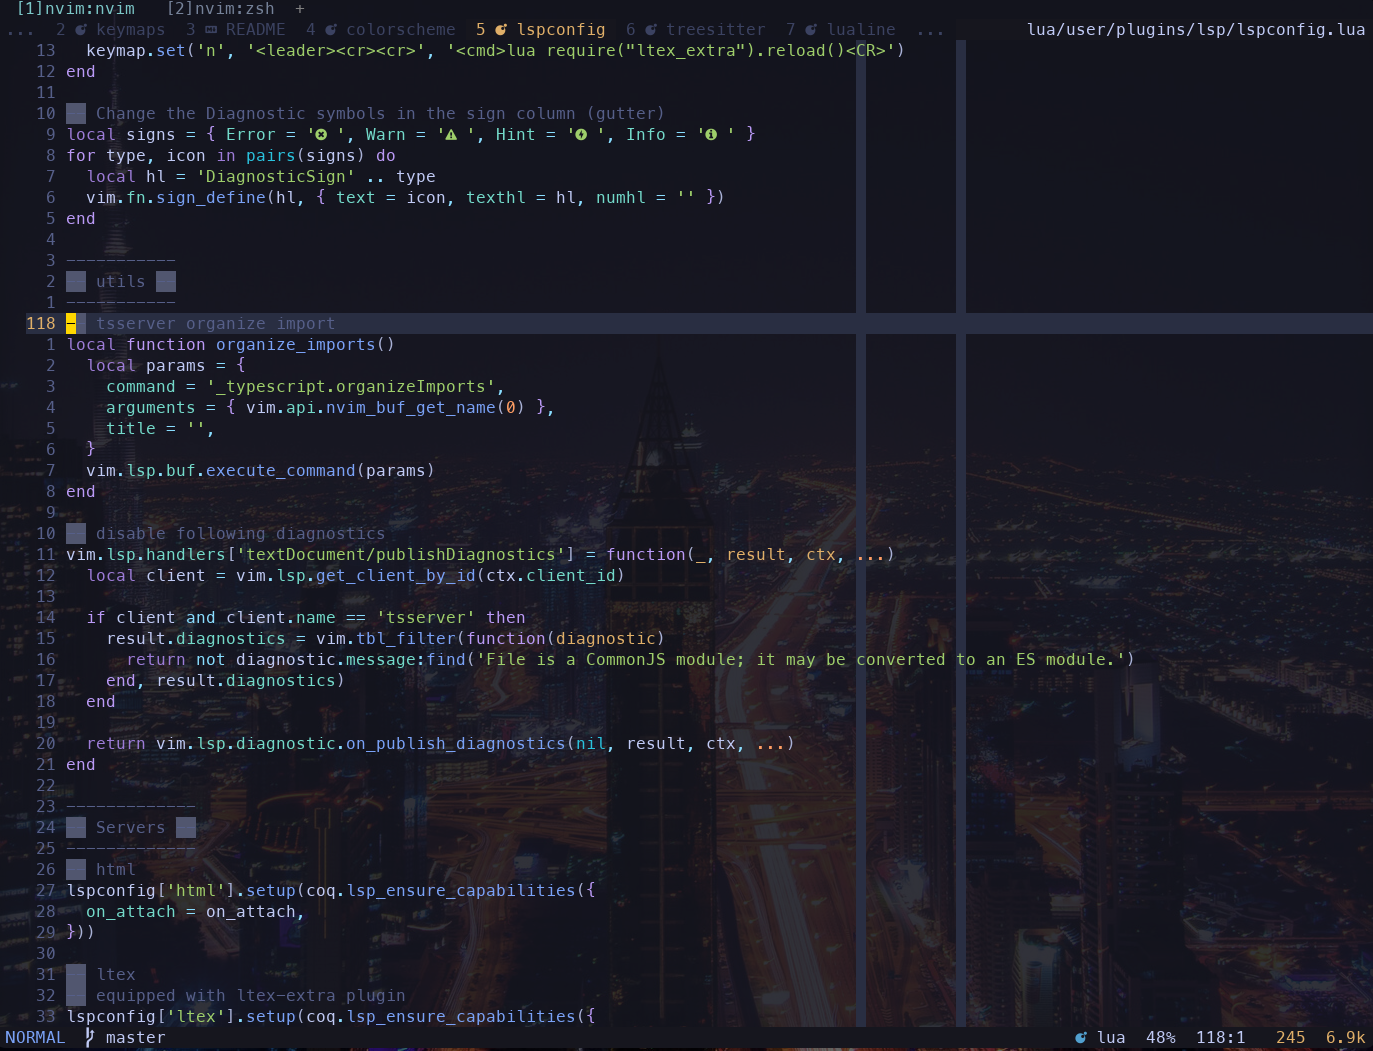 [1]nvim:nvim   [2]nvim:zsh  +
... 2 keymaps 3 README 4 colorscheme 5 lspconfig 6 treesitter 7 lualine ... lua/user/plugins/lsp/lspconfig.lua
13   keymap.set('n', '<leader><cr><cr>', '<cmd>lua require("ltex_extra").reload()<CR>')
12 end
11
10 -- Change the Diagnostic symbols in the sign column (gutter)
9 local signs = { Error = ' ', Warn = ' ', Hint = ' ', Info = ' ' }
8 for type, icon in pairs(signs) do
7   local hl = 'DiagnosticSign' .. type
6   vim.fn.sign_define(hl, { text = icon, texthl = hl, numhl = '' })
5 end
4
3 -----------
2 -- utils --
1 -----------
118 -- tsserver organize import
1 local function organize_imports()
2   local params = {
3     command = '_typescript.organizeImports',
4     arguments = { vim.api.nvim_buf_get_name(0) },
5     title = '',
6   }
7   vim.lsp.buf.execute_command(params)
8 end
9
10 -- disable following diagnostics
11 vim.lsp.handlers['textDocument/publishDiagnostics'] = function(_, result, ctx, ...)
12   local client = vim.lsp.get_client_by_id(ctx.client_id)
13
14   if client and client.name == 'tsserver' then
15     result.diagnostics = vim.tbl_filter(function(diagnostic)
16       return not diagnostic.message:find('File is a CommonJS module; it may be converted to an ES module.')
17     end, result.diagnostics)
18   end
19
20   return vim.lsp.diagnostic.on_publish_diagnostics(nil, result, ctx, ...)
21 end
22
23 -------------
24 -- Servers --
25 -------------
26 -- html
27 lspconfig['html'].setup(coq.lsp_ensure_capabilities({
28   on_attach = on_attach,
29 }))
30
31 -- ltex
32 -- equipped with ltex-extra plugin
33 lspconfig['ltex'].setup(coq.lsp_ensure_capabilities({
NORMAL master lua 48% 118:1 245 6.9k